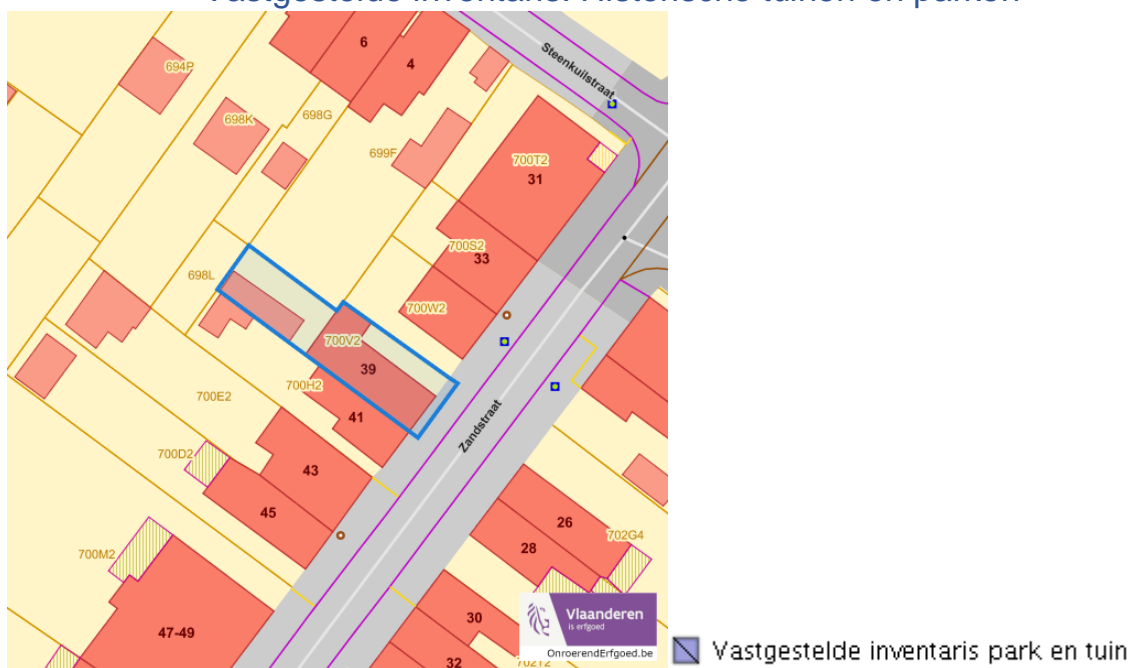 Vastgestelde Inventaris: Historische tuinen en parken
6
4
Steenkuilstraat
694P
698K
698G
699F
700T2
31
700S2
33
698L
700W2
700V2
39
700H2
700E2
41
Zandstraat
700D2
43
45
26
28
702G4
700M2
47-49
30
32
702T2
Vlaanderen
is erfgoed
OnroerendErfgoed.be
Vastgestelde inventaris park en tuin